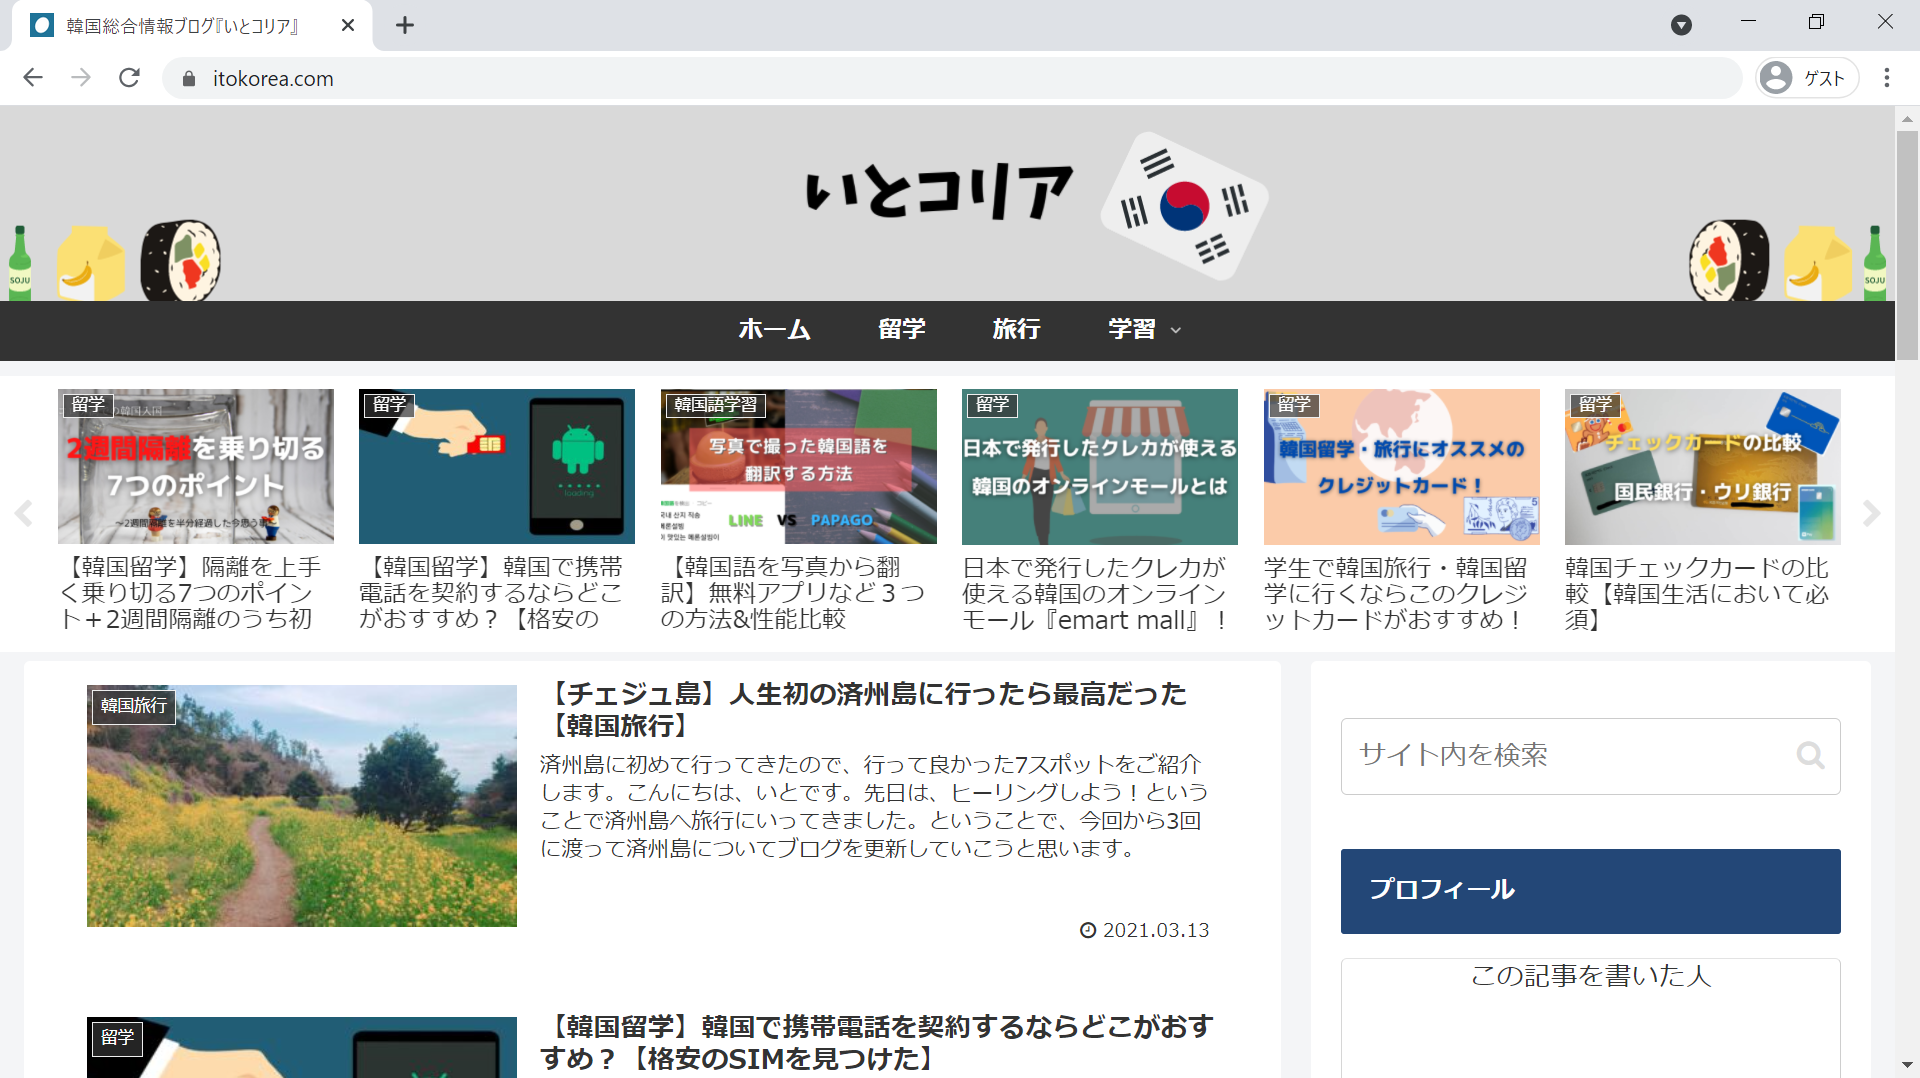 韓国総合情報ブログ『いとコリア』
itokorea.com
ゲスト
いとコリア
SOJU
SOJU
ホーム
留学
旅行
学習
留学
の韓国入国
2週間隔離を乗り切る
7つのポイント
～2週間隔離を半分経過した今思う事～
【韓国留学】隔離を上手
く乗り切る7つのポイン
ト＋2週間隔離のうち初
留学
loading
【韓国留学】韓国で携帯
電話を契約するならどこ
がおすすめ？【格安の
韓国語学習
写真で撮った韓国語を
翻訳する方法
LINE VS PAPAGO
【韓国語を写真から翻
訳】無料アプリなど３つ
の方法&性能比較
留学
日本で発行したクレカが使える
韓国のオンラインモールとは
日本で発行したクレカが
使える韓国のオンライン
モール『emart mall』！
留学
韓国留学・旅行にオススメの
クレジットカード！
学生で韓国旅行・韓国留
学に行くならこのクレジ
ットカードがおすすめ！
留学
チェックカードの比較
国民銀行・ウリ銀行
韓国チェックカードの比
較【韓国生活において必
須】
韓国旅行
【チェジュ島】人生初の済州島に行ったら最高だった
【韓国旅行】
済州島に初めて行ってきたので、行って良かった7スポットをご紹介
します。こんにちは、いとです。先日は、ヒーリングしよう！という
ことで済州島へ旅行にいってきました。ということで、今回から3回
に渡って済州島についてブログを更新していこうと思います。
2021.03.13
留学
【韓国留学】韓国で携帯電話を契約するならどこがおす
すめ？【格安のSIMを見つけた】
サイト内を検索
プロフィール
この記事を書いた人